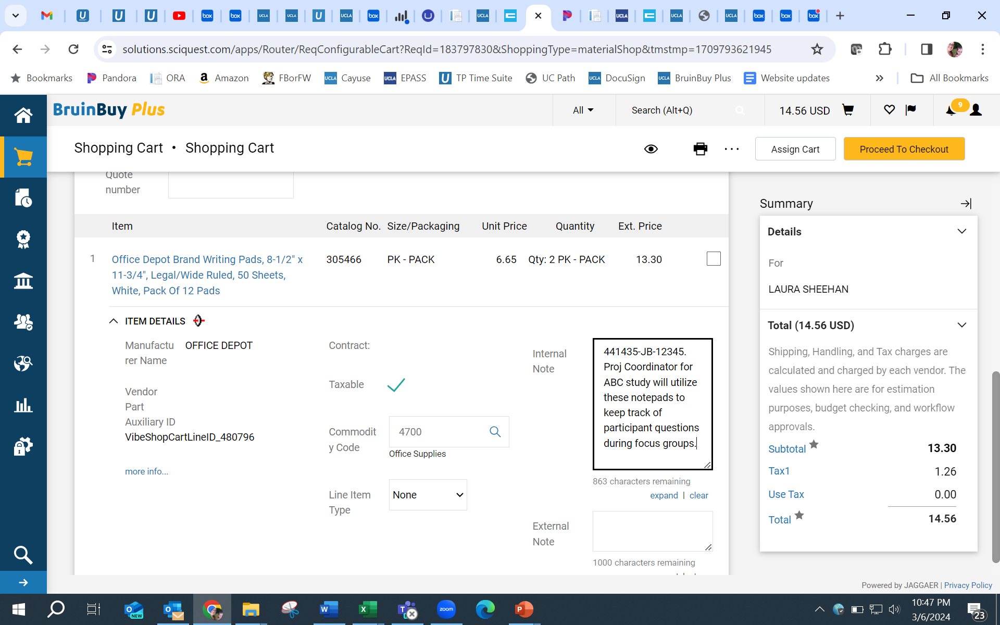 solutions.sciquest.com/apps/Router/ReqConfigurableCart?ReqId=183797830&ShoppingType=materialShop&tmstmp=1709793621945
Bookmarks Pandora ORA Amazon FBorFW Cayuse EPASS TP Time Suite UC Path DocuSign BruinBuy Plus Website updates All Bookmarks
BruinBuy Plus
All
Search (Alt+Q)
14.56 USD
9
Shopping Cart • Shopping Cart
Assign Cart
Proceed To Checkout
Quote
number
Item Catalog No. Size/Packaging Unit Price Quantity Ext. Price
1 Office Depot Brand Writing Pads, 8-1/2" x 305466 PK - PACK 6.65 Qty: 2 PK - PACK 13.30
11-3/4", Legal/Wide Ruled, 50 Sheets,
White, Pack Of 12 Pads
ITEM DETAILS
Manufactu
rer Name
OFFICE DEPOT
Vendor
Part
Auxiliary ID
VibeShopCartLineID_480796
more info...
Contract:
Taxable
Commodit
y Code
4700
Office Supplies
Line Item
Type
None
Internal
Note
441435-JB-12345.
Proj Coordinator for
ABC study will utilize
these notepads to
keep track of
participant questions
during focus groups.
863 characters remaining
expand | clear
External
Note
1000 characters remaining
Summary
Details
For
LAURA SHEEHAN
Total (14.56 USD)
Shipping, Handling, and Tax charges are
calculated and charged by each vendor. The
values shown here are for estimation
purposes, budget checking, and workflow
approvals.
Subtotal 13.30
Tax1 1.26
Use Tax 0.00
Total 14.56
Powered by JAGGAER | Privacy Policy
10:47 PM
3/6/2024
23